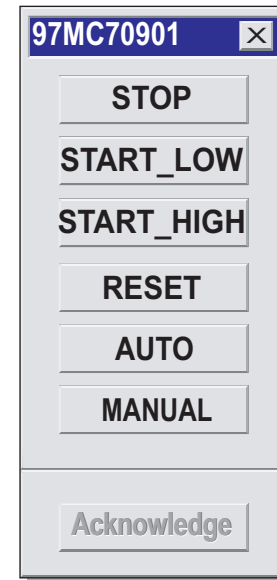 97MC70901
STOP
START_LOW
START_HIGH
RESET
AUTO
MANUAL
Acknowledge